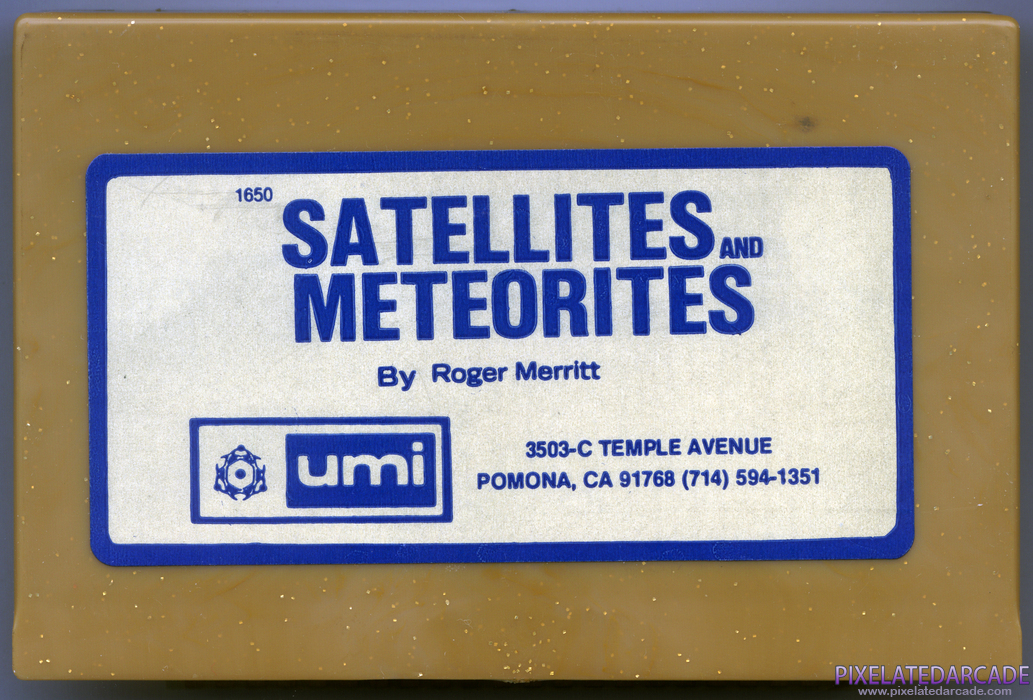 1650
SATELLITES AND
METEORITES
By Roger Merritt
umi
3503-C TEMPLE AVENUE
POMONA, CA 91768 (714) 594-1351
PIXELATEDARCADE
www.pixelatedarcade.com